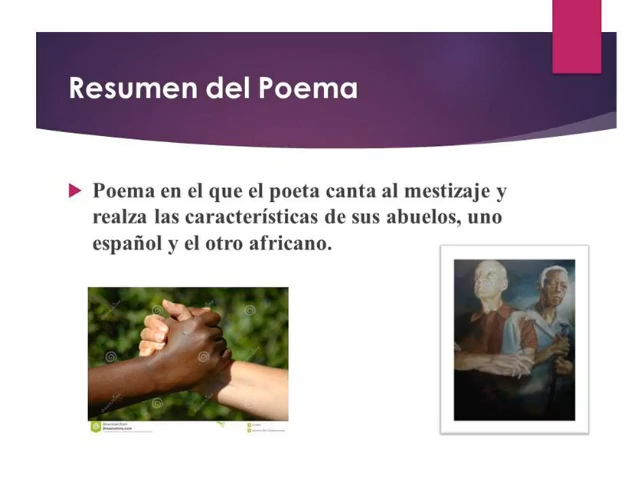 Resumen del Poema
Poema en el que el poeta canta al mestizaje y
realza las características de sus abuelos, uno
español y el otro africano.